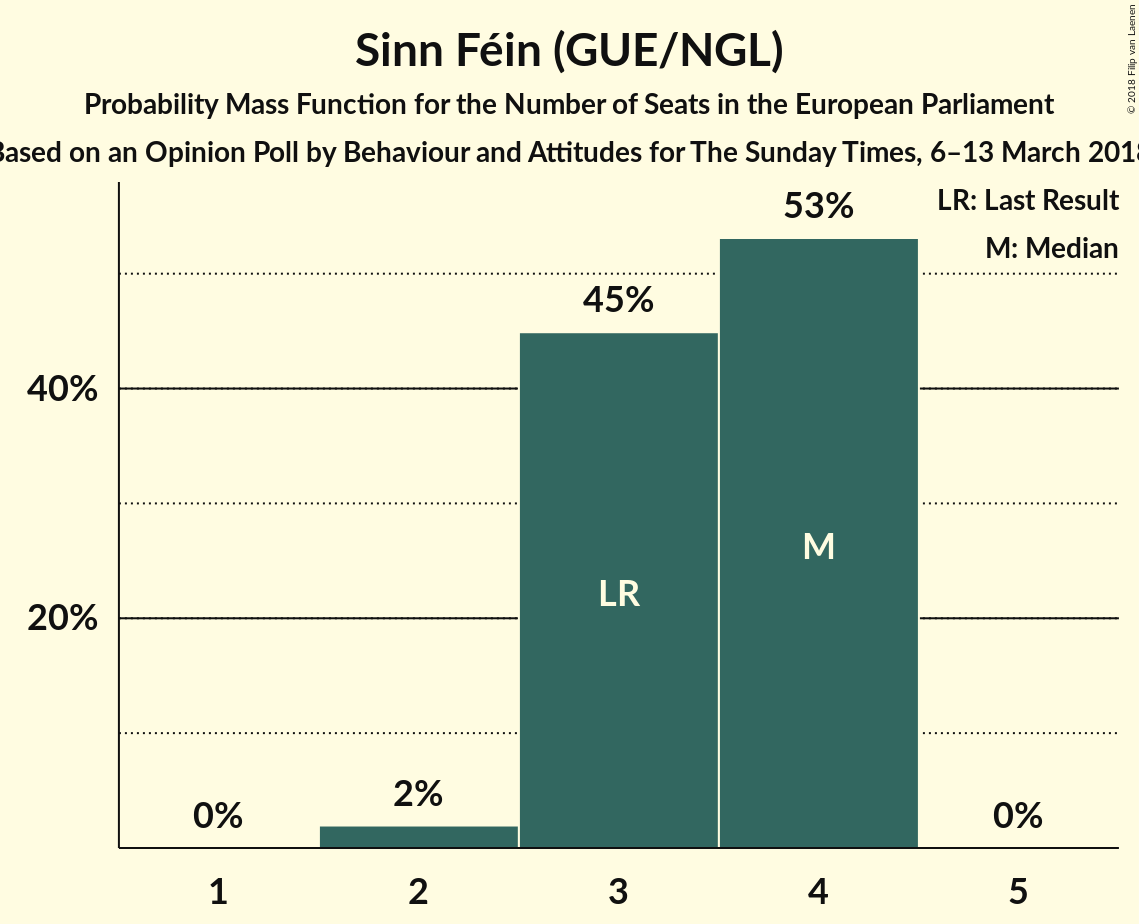 Sinn Féin (GUE/NGL)
Probability Mass Function for the Number of Seats in the European Parliament
Based on an Opinion Poll by Behaviour and Attitudes for The Sunday Times, 6–13 March 2018
© 2018 Filip van Laenen
LR: Last Result
M: Median
53%
45%
40%
M
LR
20%
2%
0%
0%
1
2
3
4
5